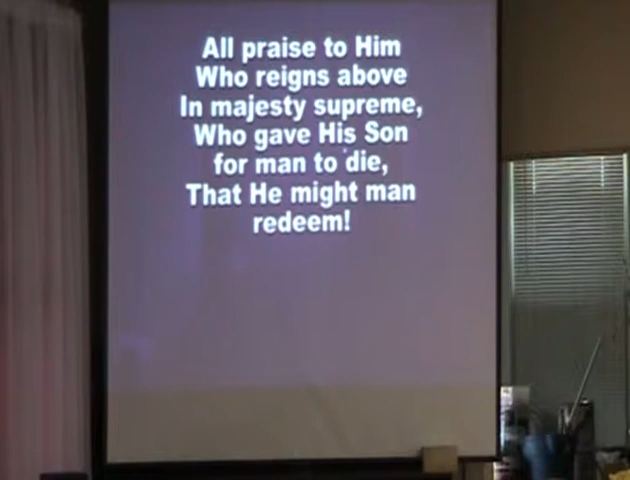 All praise to Him
Who reigns above
In majesty supreme,
Who gave His Son
for man to die,
That He might man
redeem!